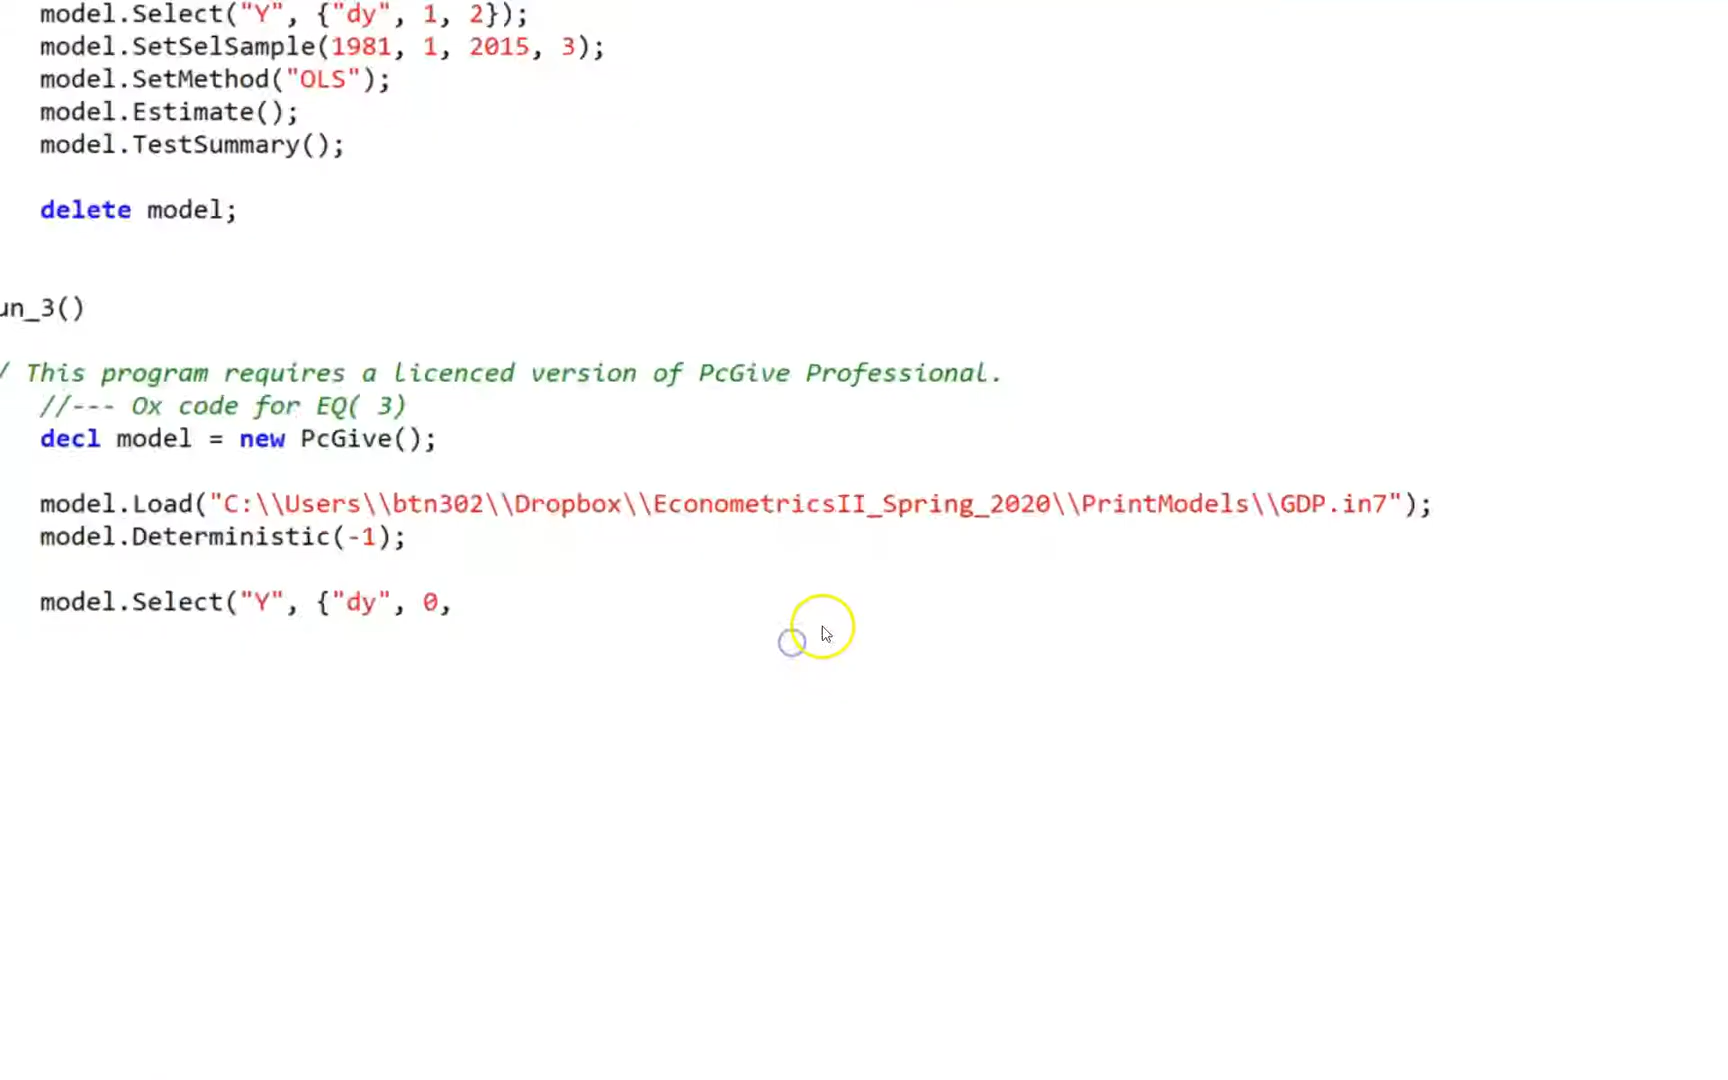 model.Select("Y", {"dy", 1, 2});
model.SetSelSample(1981, 1, 2015, 3);
model.SetMethod("OLS");
model.Estimate();
model.TestSummary();
delete model;
un_3()
/ This program requires a licenced version of PcGive Professional.
//--- Ox code for EQ( 3)
decl model = new PcGive();
model.Load("C:\\Users\\btn302\\Dropbox\\EconometricsII_Spring_2020\\PrintModels\\GDP.in7");
model.Deterministic(-1);
model.Select("Y", {"dy", 0,